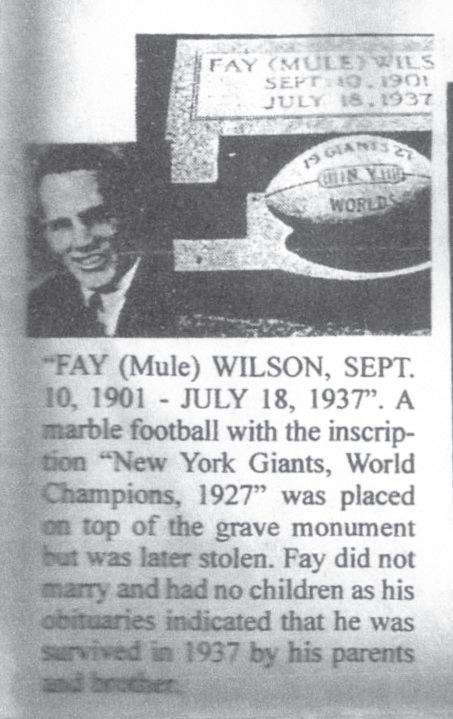 FAY (MULE) WILS
SEPT. 10, 1901
JULY 18, 1937
19 GIANTS 27
N.Y.
WORLDS
"FAY (Mule) WILSON, SEPT.
10, 1901 - JULY 18, 1937". A
marble football with the inscrip-
tion "New York Giants, World
Champions, 1927" was placed
on top of the grave monument
but was later stolen. Fay did not
marry and had no children as his
obituaries indicated that he was
survived in 1937 by his parents
and brother.